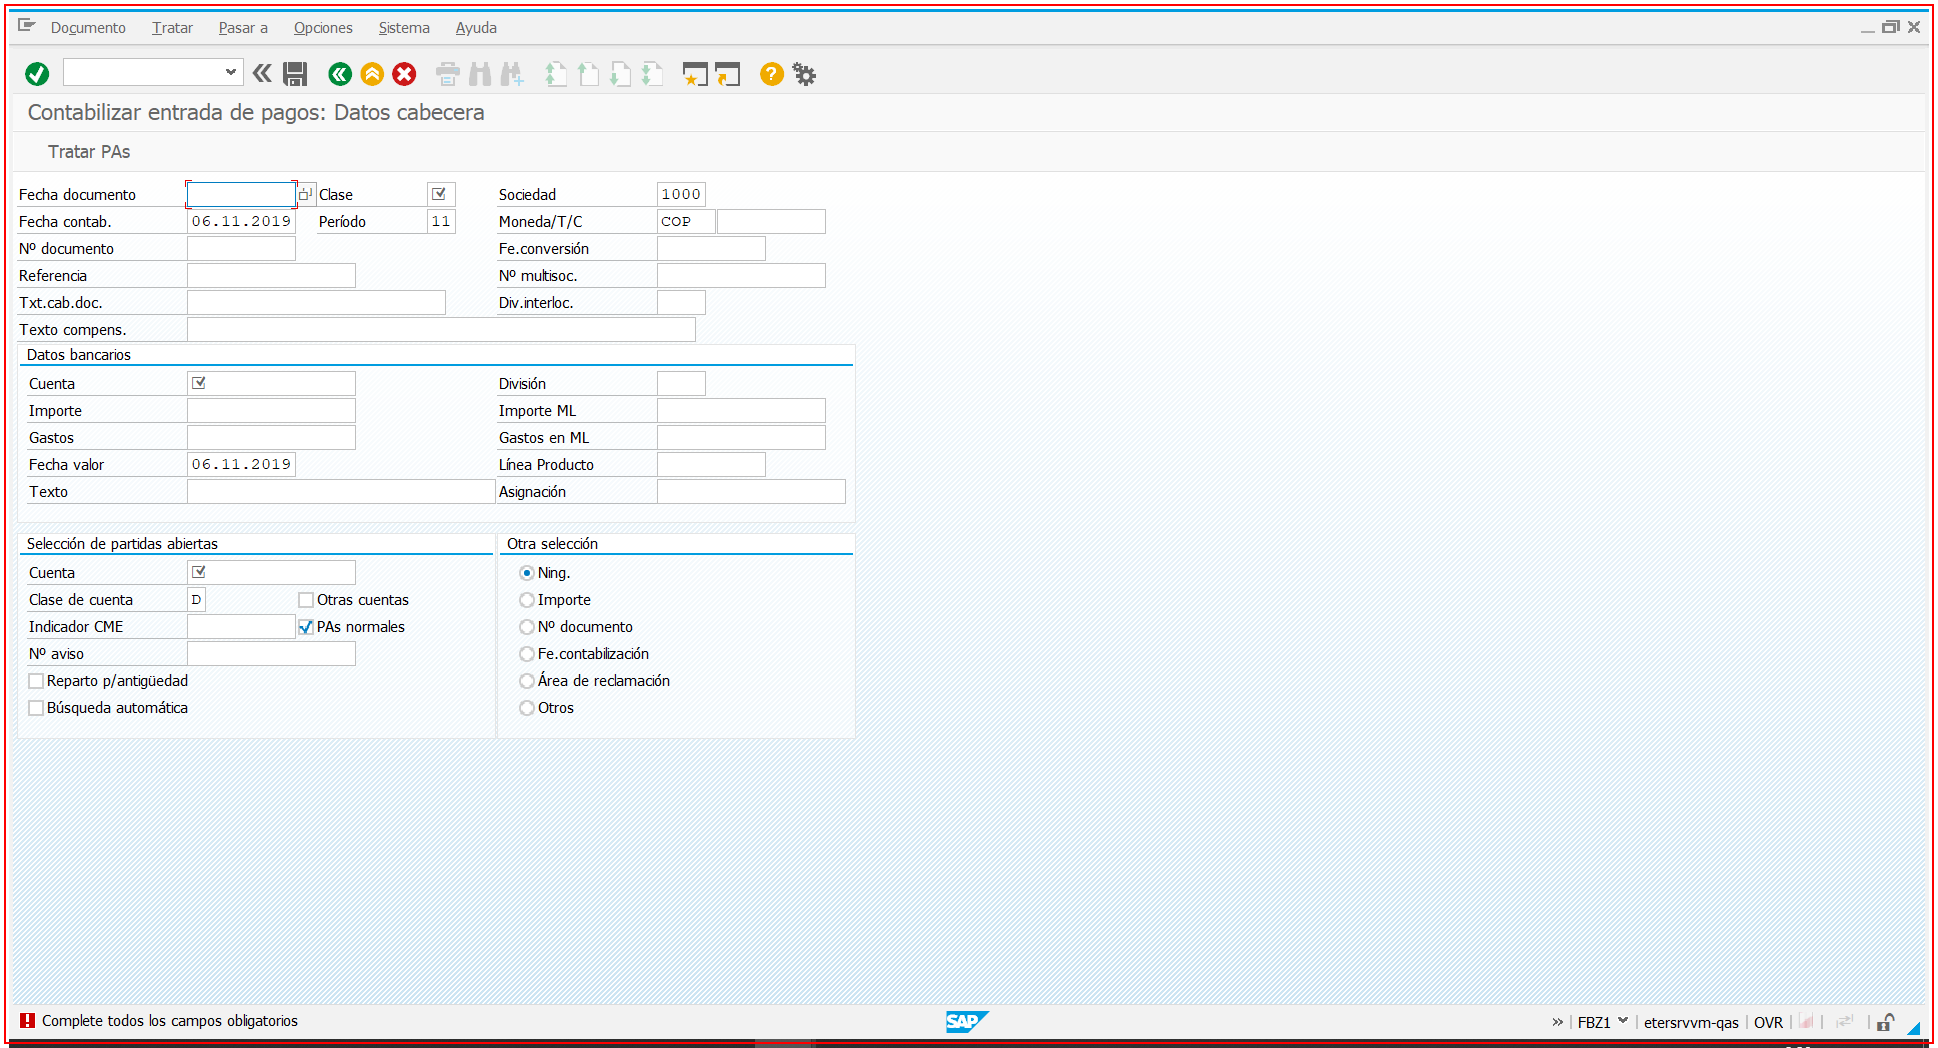 Documento Tratar Pasar a Opciones Sistema Ayuda
Contabilizar entrada de pagos: Datos cabecera
Tratar PAs
Fecha documento Clase Sociedad 1000
Fecha contab. 06.11.2019 Período 11 Moneda/T/C COP
Nº documento Fe.conversión
Referencia Nº multisoc.
Txt.cab.doc. Div.interloc.
Texto compens.
Datos bancarios
Cuenta División
Importe Importe ML
Gastos Gastos en ML
Fecha valor 06.11.2019 Línea Producto
Texto Asignación
Selección de partidas abiertas Otra selección
Cuenta Ning.
Clase de cuenta D Otras cuentas Importe
Indicador CME PAs normales Nº documento
Nº aviso Fe.contabilización
Reparto p/antigüedad Área de reclamación
Búsqueda automática Otros
Complete todos los campos obligatorios SAP FBZ1 etersrvvm-qas OVR